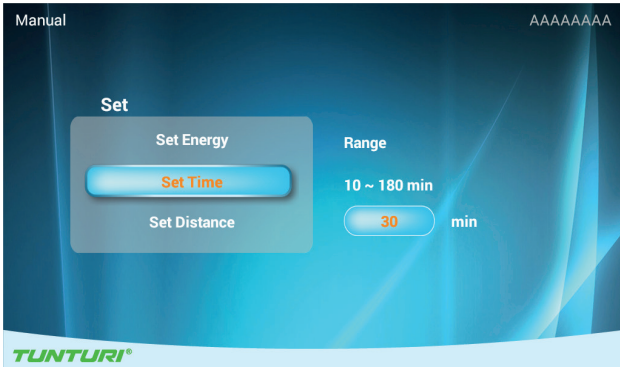 Manual
AAAAAAAA
Set
Set Energy
Set Time
Set Distance
Range
10 ~ 180 min
30 min
TUNTURI®